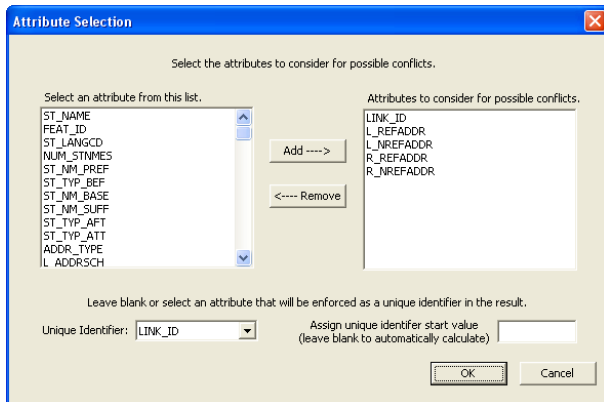 Attribute Selection
Select the attributes to consider for possible conflicts.
Select an attribute from this list.
ST_NAME
FEAT_ID
ST_LANGCD
NUM_STNMES
ST_NM_PREF
ST_TYP_BEF
ST_NM_BASE
ST_NM_SUFF
ST_TYP_AFT
ST_TYP_ATT
ADDR_TYPE
L_ADDRSCH
Add ---->
<---- Remove
Attributes to consider for possible conflicts.
LINK_ID
L_REFADDR
L_NREFADDR
R_REFADDR
R_NREFADDR
Leave blank or select an attribute that will be enforced as a unique identifier in the result.
Unique Identifier: LINK_ID
Assign unique identifer start value
(leave blank to automatically calculate)
OK
Cancel